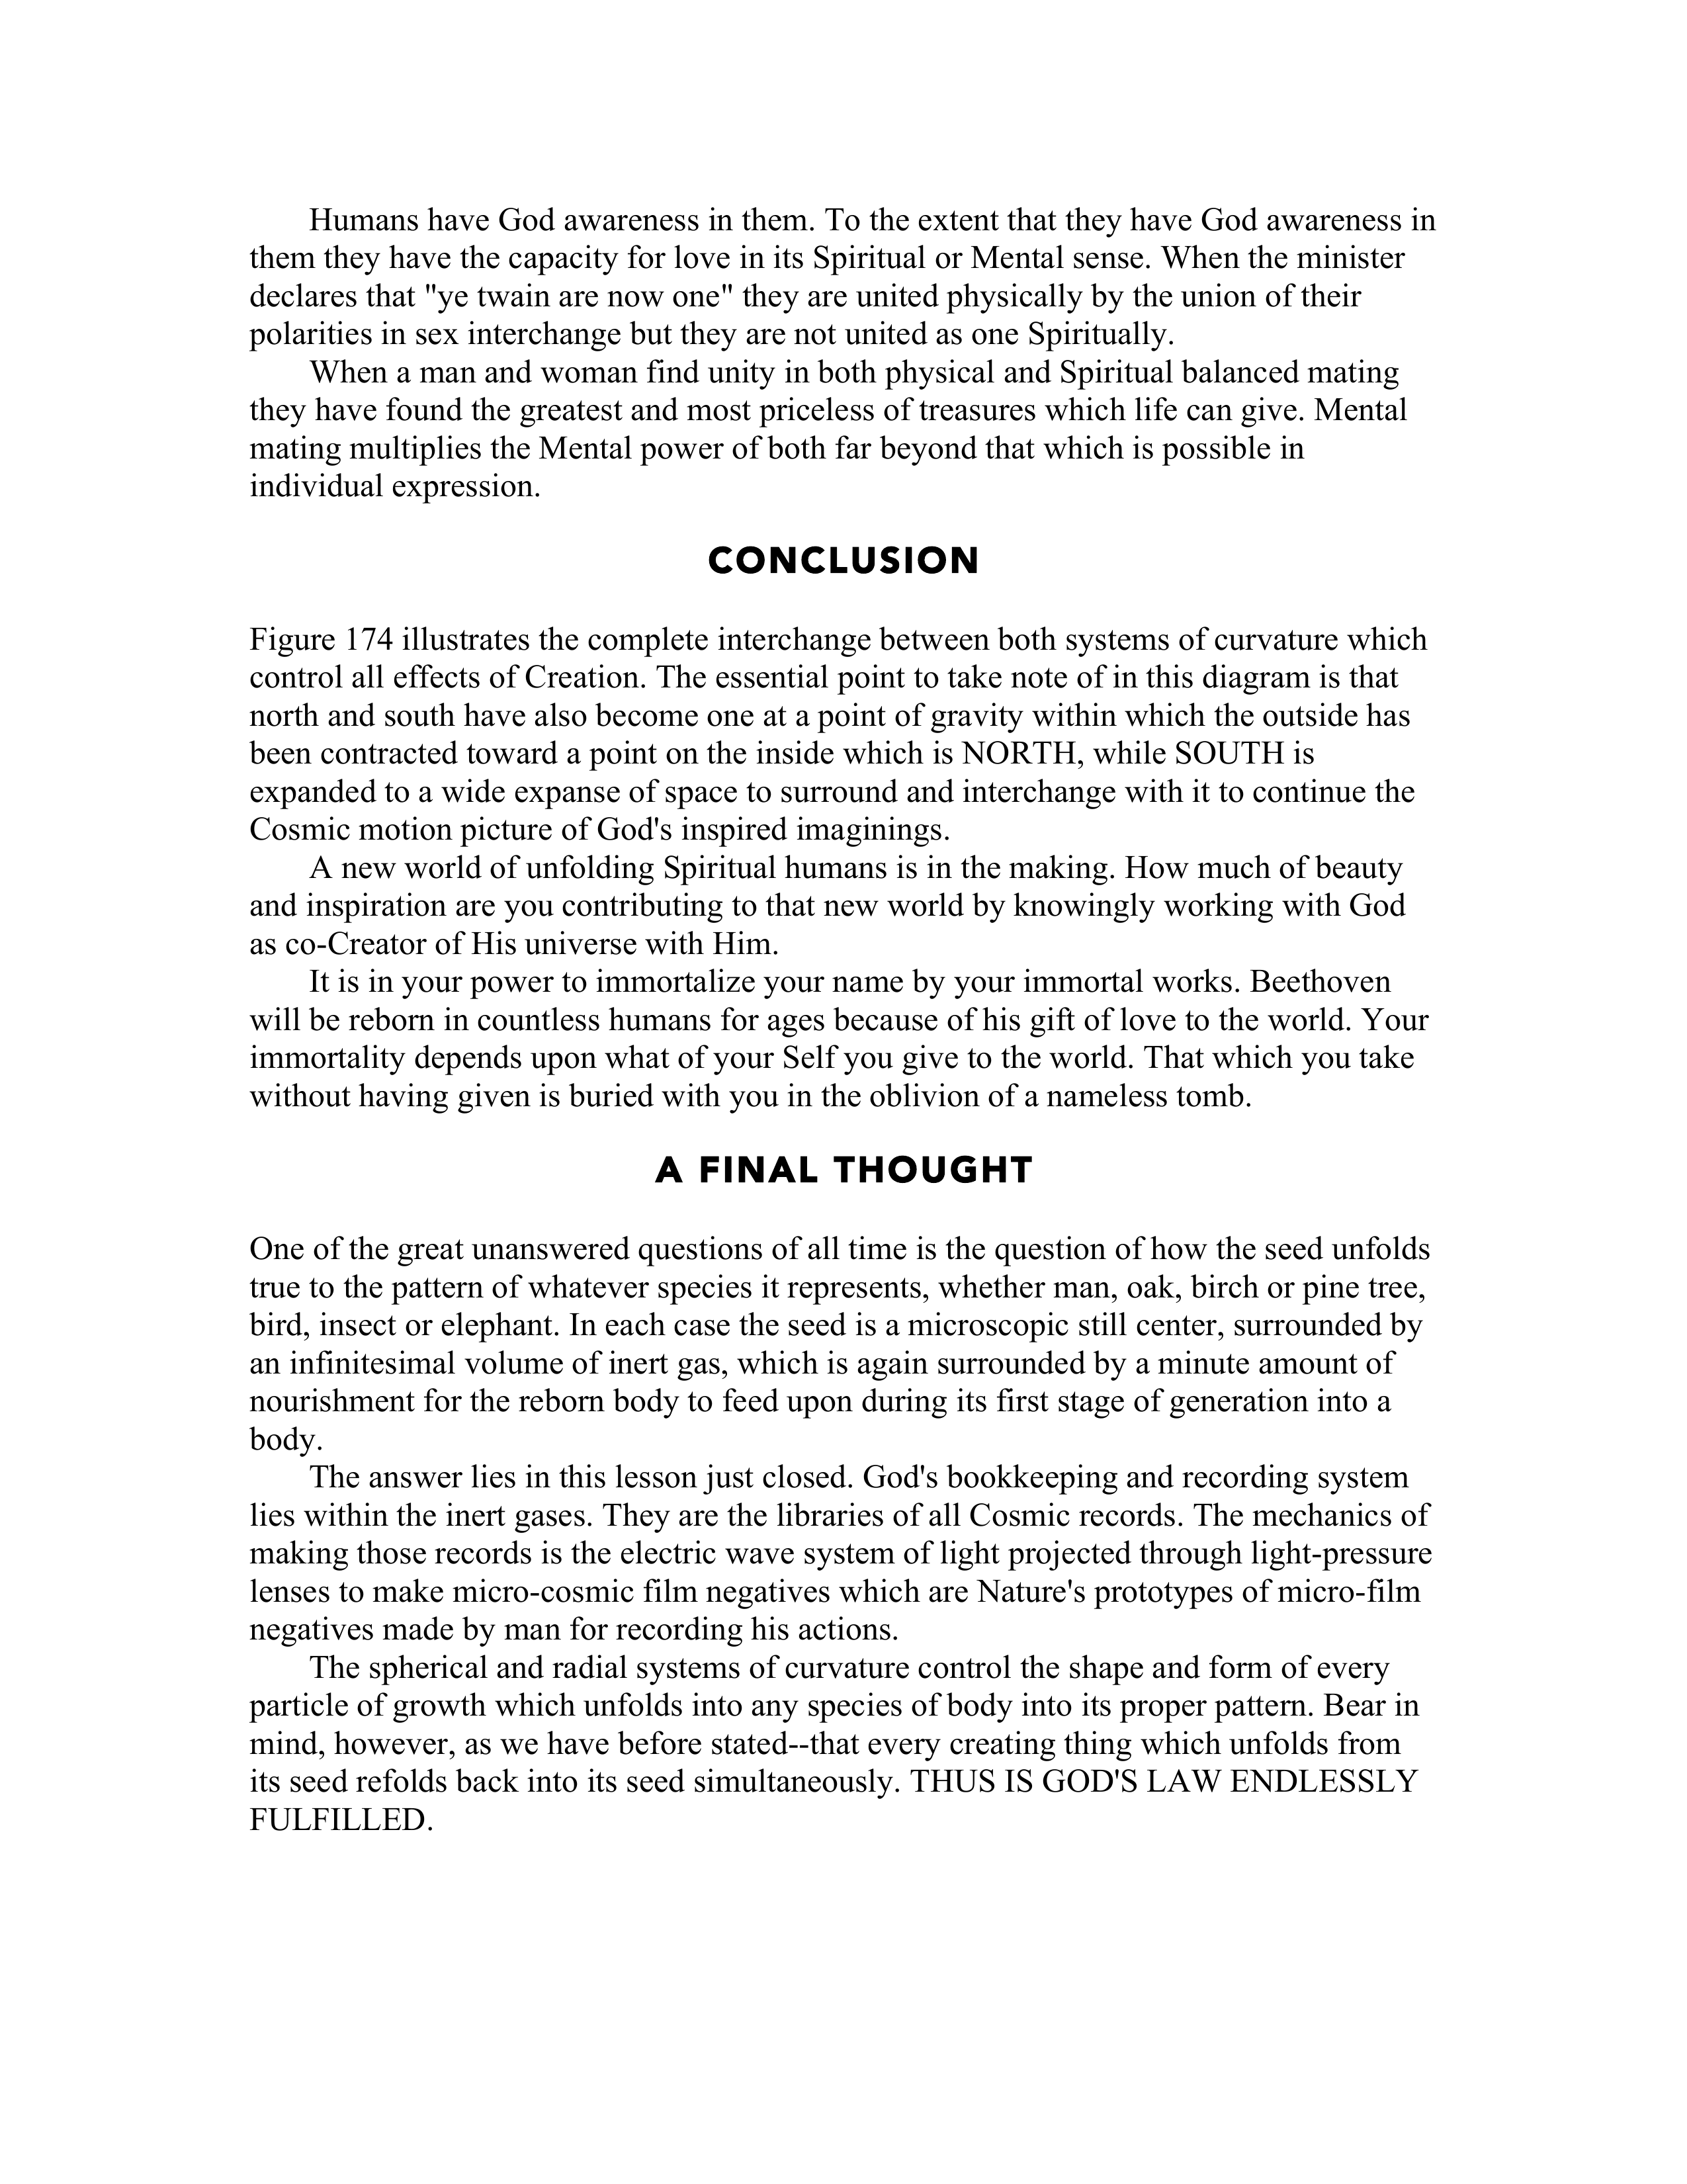 Humans have God awareness in them. To the extent that they have God awareness in
them they have the capacity for love in its Spiritual or Mental sense. When the minister
declares that "ye twain are now one" they are united physically by the union of their
polarities in sex interchange but they are not united as one Spiritually.
When a man and woman find unity in both physical and Spiritual balanced mating
they have found the greatest and most priceless of treasures which life can give. Mental
mating multiplies the Mental power of both far beyond that which is possible in
individual expression.
CONCLUSION
Figure 174 illustrates the complete interchange between both systems of curvature which
control all effects of Creation. The essential point to take note of in this diagram is that
north and south have also become one at a point of gravity within which the outside has
been contracted toward a point on the inside which is NORTH, while SOUTH is
expanded to a wide expanse of space to surround and interchange with it to continue the
Cosmic motion picture of God's inspired imaginings.
A new world of unfolding Spiritual humans is in the making. How much of beauty
and inspiration are you contributing to that new world by knowingly working with God
as co-Creator of His universe with Him.
It is in your power to immortalize your name by your immortal works. Beethoven
will be reborn in countless humans for ages because of his gift of love to the world. Your
immortality depends upon what of your Self you give to the world. That which you take
without having given is buried with you in the oblivion of a nameless tomb.
A FINAL THOUGHT
One of the great unanswered questions of all time is the question of how the seed unfolds
true to the pattern of whatever species it represents, whether man, oak, birch or pine tree,
bird, insect or elephant. In each case the seed is a microscopic still center, surrounded by
an infinitesimal volume of inert gas, which is again surrounded by a minute amount of
nourishment for the reborn body to feed upon during its first stage of generation into a
body.
The answer lies in this lesson just closed. God's bookkeeping and recording system
lies within the inert gases. They are the libraries of all Cosmic records. The mechanics of
making those records is the electric wave system of light projected through light-pressure
lenses to make micro-cosmic film negatives which are Nature's prototypes of micro-film
negatives made by man for recording his actions.
The spherical and radial systems of curvature control the shape and form of every
particle of growth which unfolds into any species of body into its proper pattern. Bear in
mind, however, as we have before stated--that every creating thing which unfolds from
its seed refolds back into its seed simultaneously. THUS IS GOD'S LAW ENDLESSLY
FULFILLED.